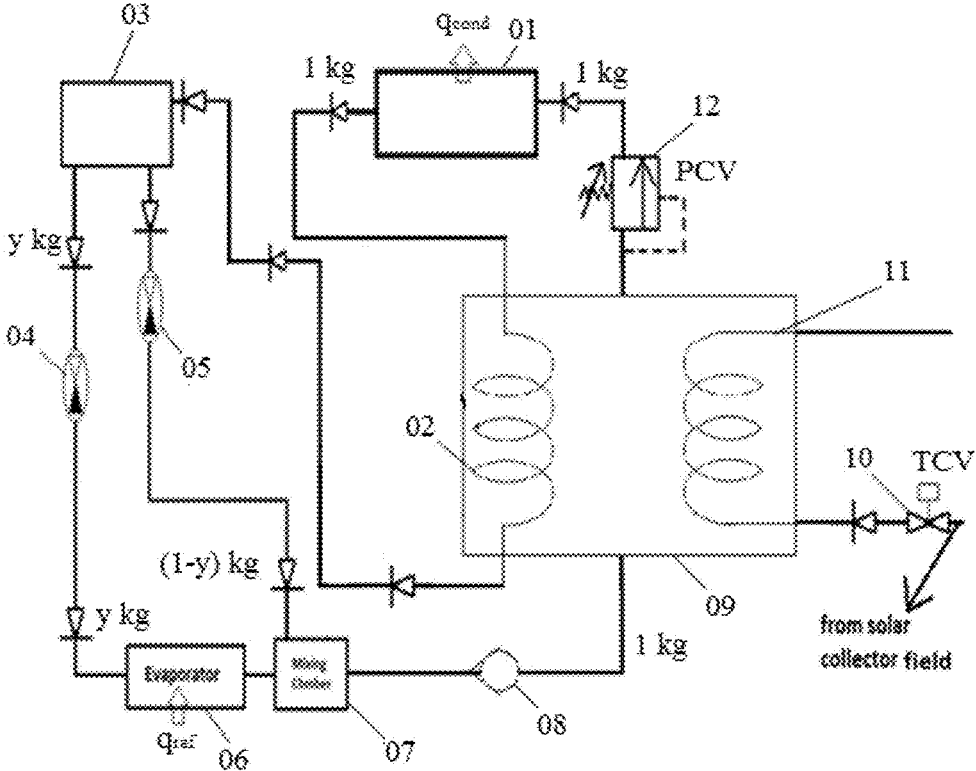 03
qcond
01
1 kg
1 kg
12
PCV
y kg
11
04
05
02
10
TCV
(1-y) kg
09
y kg
from solar
collector field
1 kg
Evaporator
Mixing
Chamber
08
qref
06
07